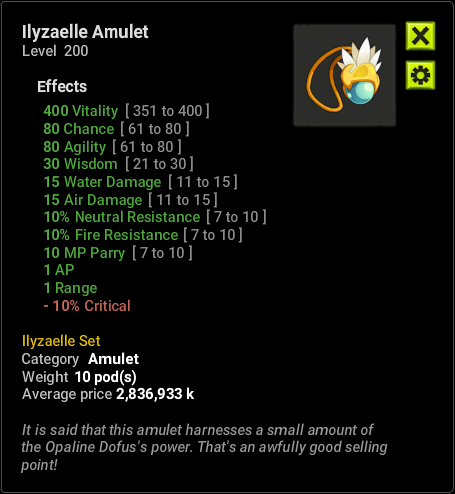 Ilyzaelle Amulet
Level 200
Effects
400 Vitality [ 351 to 400 ]
80 Chance [ 61 to 80 ]
80 Agility [ 61 to 80 ]
30 Wisdom [ 21 to 30 ]
15 Water Damage [ 11 to 15 ]
15 Air Damage [ 11 to 15 ]
10% Neutral Resistance [ 7 to 10 ]
10% Fire Resistance [ 7 to 10 ]
10 MP Parry [ 7 to 10 ]
1 AP
1 Range
- 10% Critical
Ilyzaelle Set
Category Amulet
Weight 10 pod(s)
Average price 2,836,933 k
It is said that this amulet harnesses a small amount of
the Opaline Dofus's power. That's an awfully good selling
point!